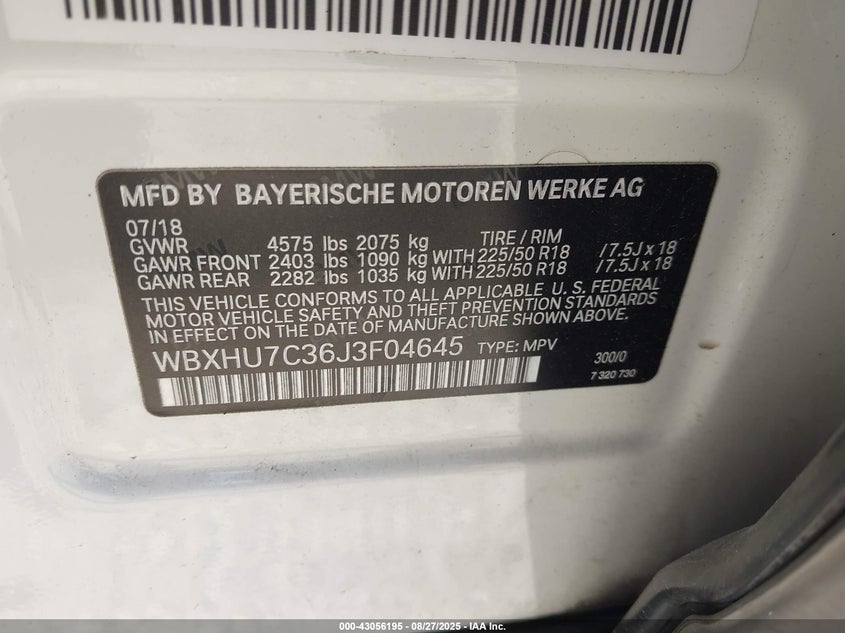 MFD BY BAYERISCHE MOTOREN WERKE AG
07/18 TIRE / RIM
GVWR 4575 lbs 2075 kg
GAWR FRONT 2403 lbs 1090 kg WITH 225/50 R18 /7.5J x 18
GAWR REAR 2282 lbs 1035 kg WITH 225/50 R18 /7.5J x 18
THIS VEHICLE CONFORMS TO ALL APPLICABLE U. S. FEDERAL
MOTOR VEHICLE SAFETY AND THEFT PREVENTION STANDARDS
IN EFFECT ON THE DATE OF MANUFACTURE SHOWN ABOVE.
WBXHU7C36J3F04645 TYPE: MPV 300/0
7 320 730
000-43056195 - 08/27/2025 - IAA Inc.